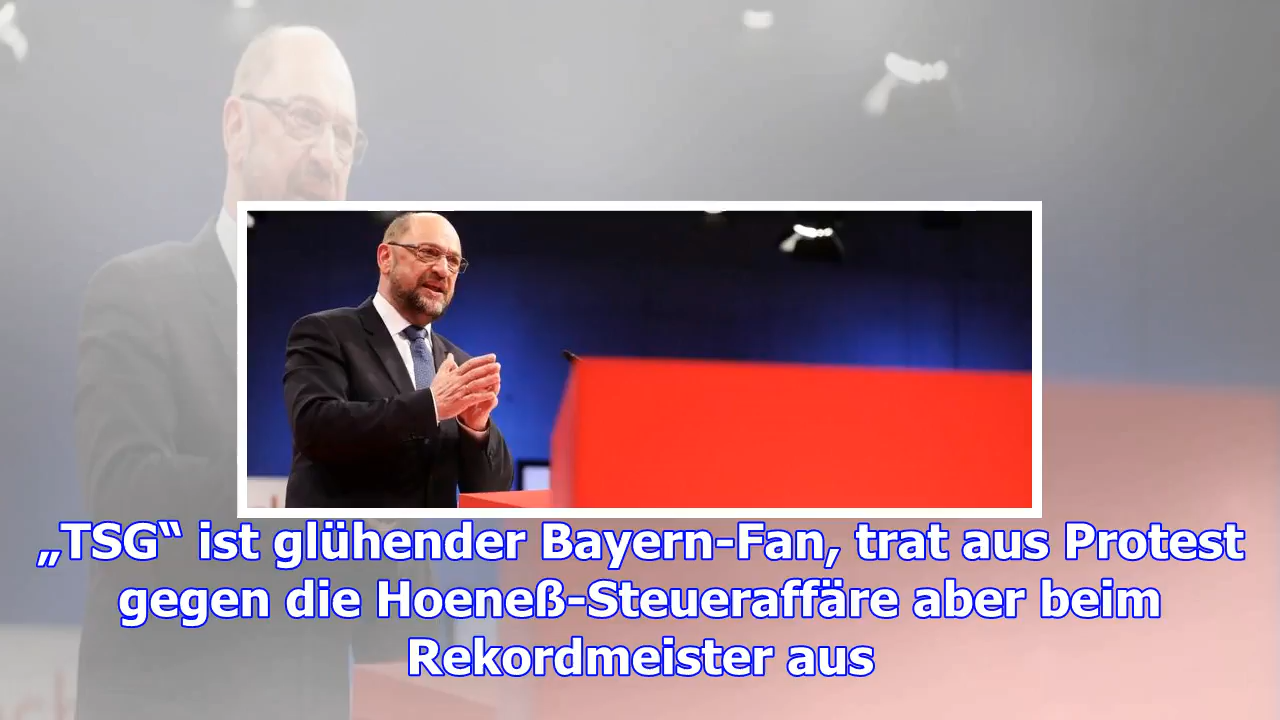 „TSG“ ist glühender Bayern-Fan, trat aus Protest
gegen die Hoeneß-Steueraffäre aber beim
Rekordmeister aus